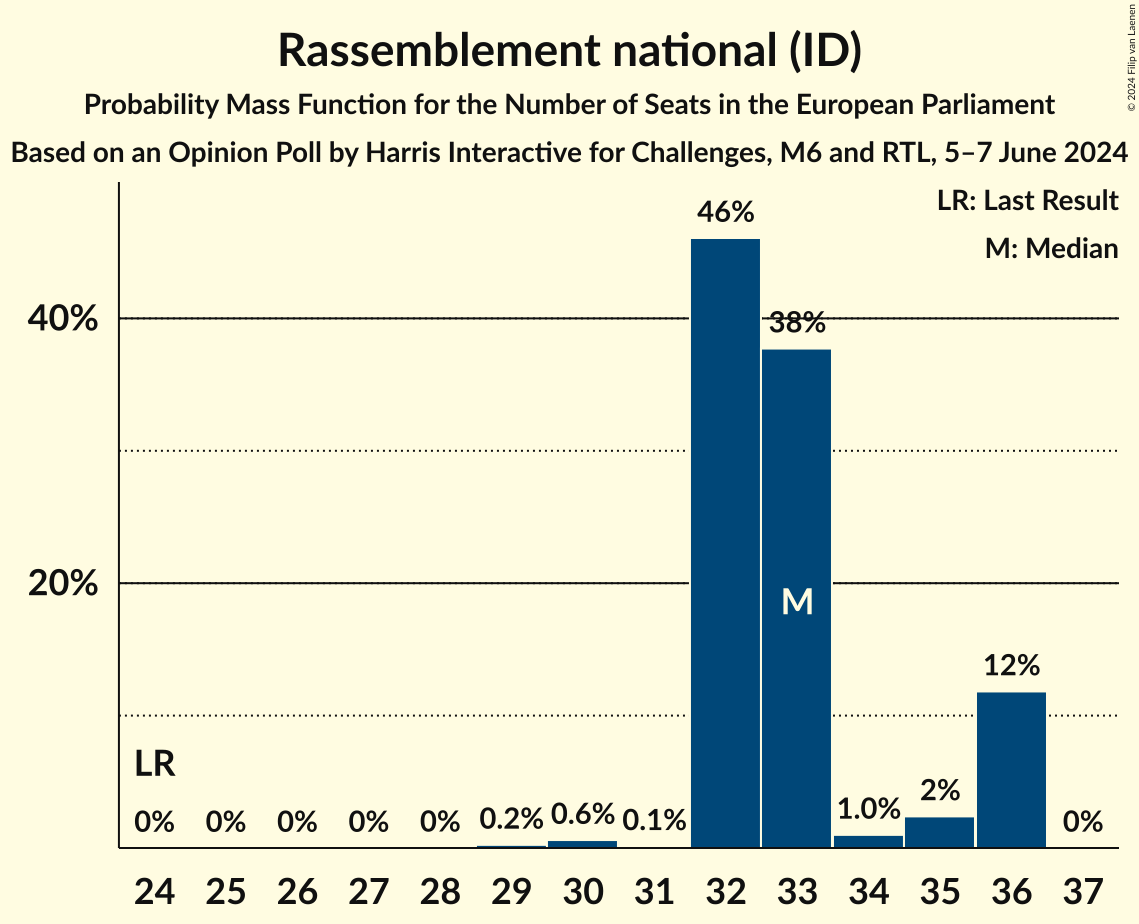 Rassemblement national (ID)
Probability Mass Function for the Number of Seats in the European Parliament
Based on an Opinion Poll by Harris Interactive for Challenges, M6 and RTL, 5–7 June 2024
© 2024 Filip van Laenen
LR: Last Result
M: Median
46%
40%
38%
20%
M
12%
LR
0% 0% 0% 0% 0% 0.2% 0.6% 0.1% 1.0% 2% 0%
24 25 26 27 28 29 30 31 32 33 34 35 36 37